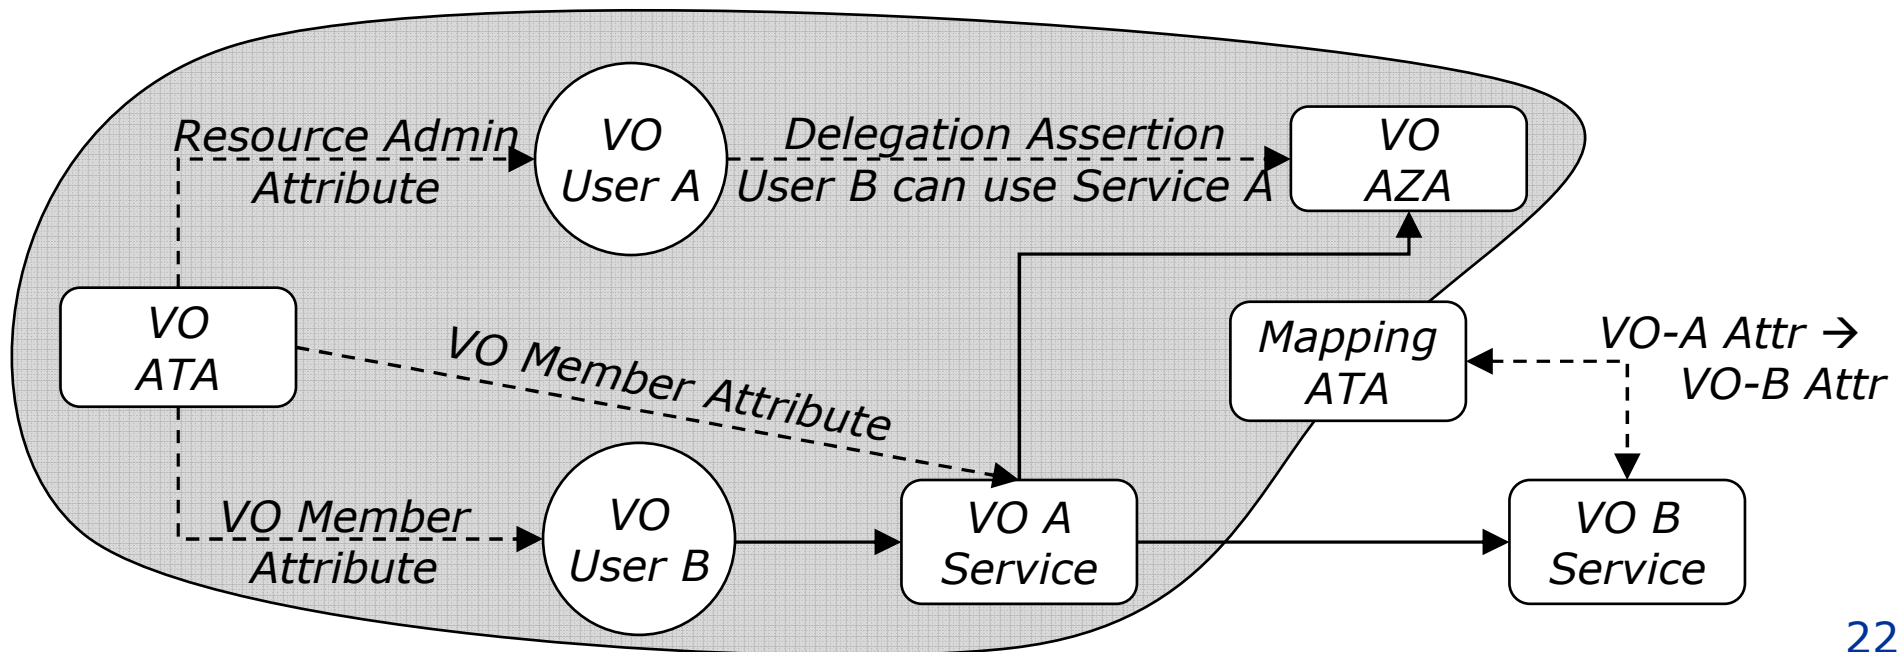 Resource Admin
Attribute
VO
User A
Delegation Assertion
User B can use Service A
VO
AZA
VO
ATA
VO Member Attribute
Mapping
ATA
VO-A Attr →
VO-B Attr
VO Member
Attribute
VO
User B
VO A
Service
VO B
Service
22